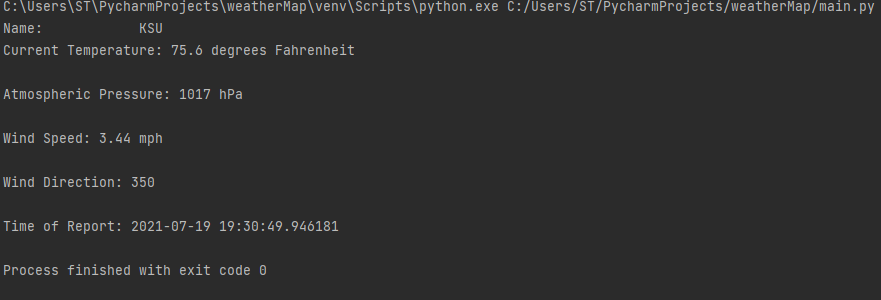 C:\Users\ST\PycharmProjects\weatherMap\venv\Scripts\python.exe C:/Users/ST/PycharmProjects/weatherMap/main.py
Name:            KSU
Current Temperature: 75.6 degrees Fahrenheit
Atmospheric Pressure: 1017 hPa
Wind Speed: 3.44 mph
Wind Direction: 350
Time of Report: 2021-07-19 19:30:49.946181
Process finished with exit code 0